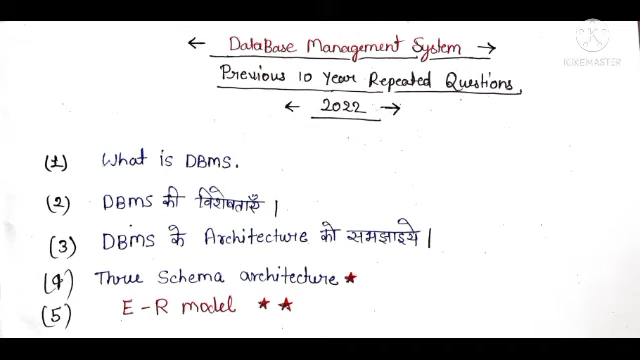 ← DataBase Management System →
Previous 10 Year Repeated Questions
← 2022 →
KINEMASTER
(1) What is DBMS.
(2) DBMS की विशेषताएँ |
(3) DBMS के Architecture को समझाइये |
(4) Three Schema architecture ★
(5) E-R model ★ ★